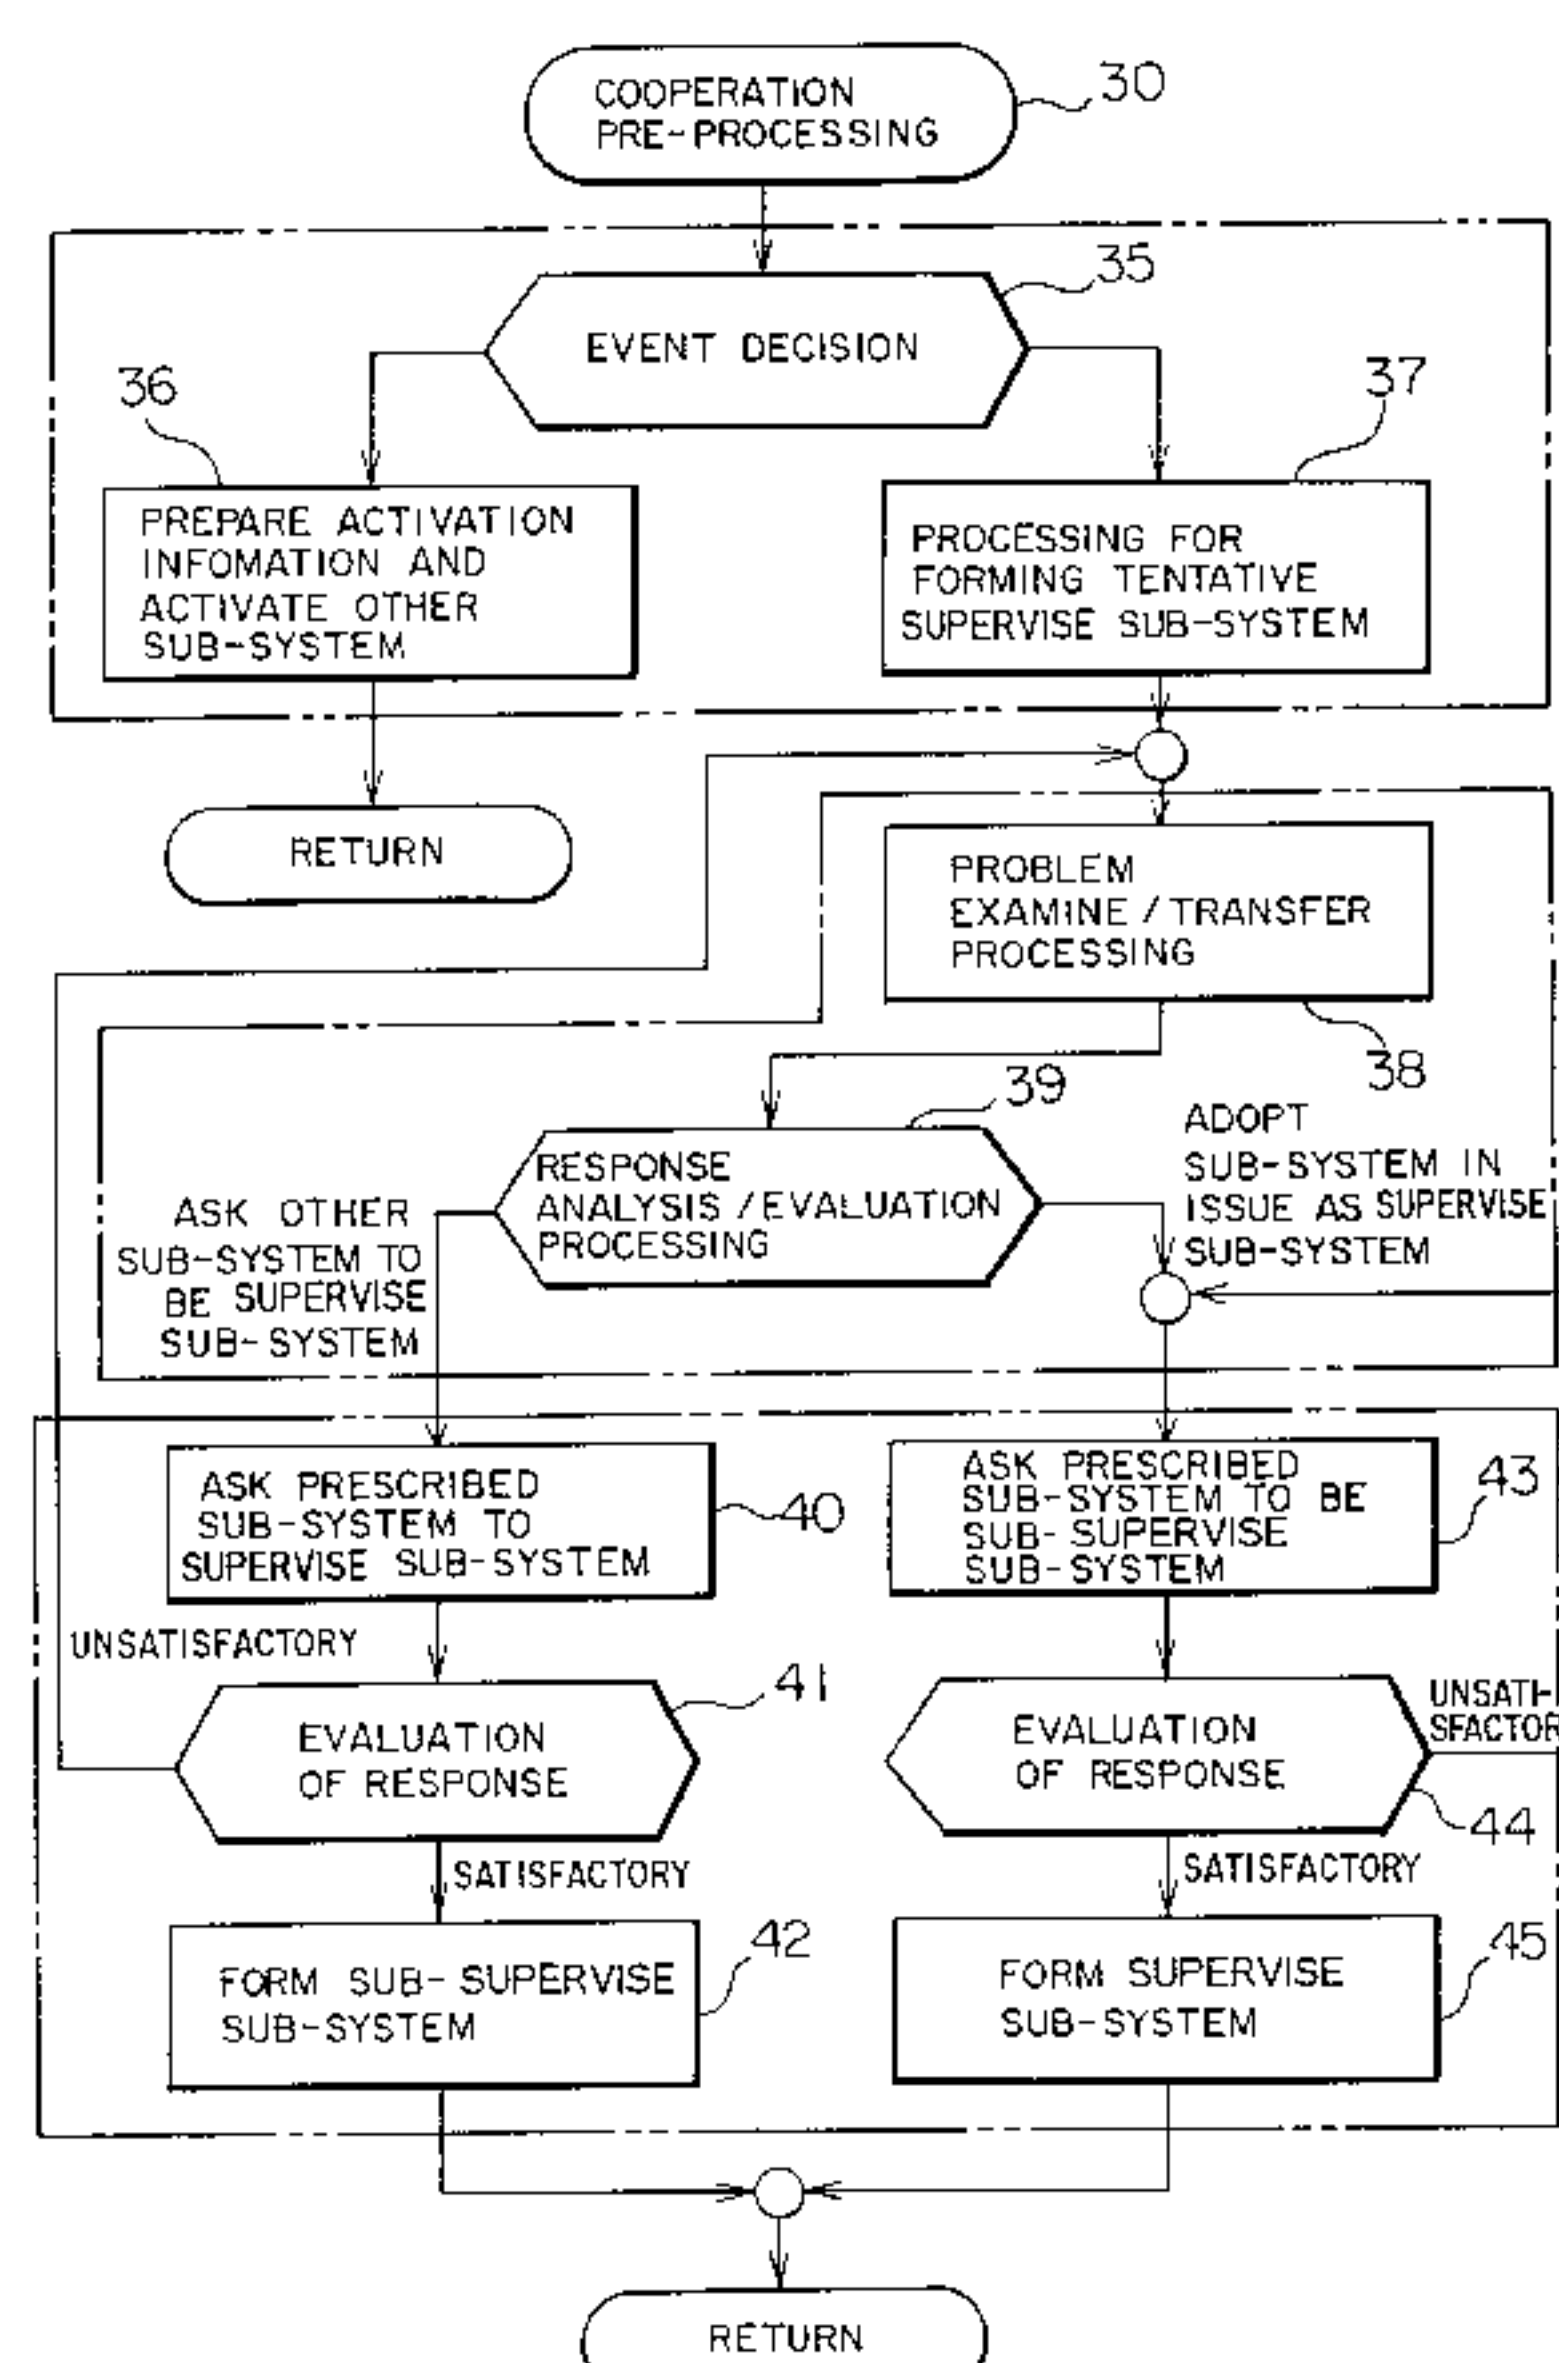 COOPERATION
PRE-PROCESSING
30
35
EVENT DECISION
36
37
PREPARE ACTIVATION
INFOMATION AND
ACTIVATE OTHER
SUB-SYSTEM
PROCESSING FOR
FORMING TENTATIVE
SUPERVISE SUB-SYSTEM
RETURN
PROBLEM
EXAMINE / TRANSFER
PROCESSING
38
39
RESPONSE
ANALYSIS / EVALUATION
PROCESSING
ADOPT
SUB-SYSTEM IN
ISSUE AS SUPERVISE
SUB-SYSTEM
ASK OTHER
SUB-SYSTEM TO
BE SUPERVISE
SUB-SYSTEM
ASK PRESCRIBED
SUB-SYSTEM TO
SUPERVISE SUB-SYSTEM
40
ASK PRESCRIBED
SUB-SYSTEM TO BE
SUB-SUPERVISE
SUB-SYSTEM
43
UNSATISFACTORY
41
EVALUATION
OF RESPONSE
EVALUATION
OF RESPONSE
UNSATI-
SFACTOR
44
SATISFACTORY
SATISFACTORY
42
FORM SUB-SUPERVISE
SUB-SYSTEM
45
FORM SUPERVISE
SUB-SYSTEM
RETURN